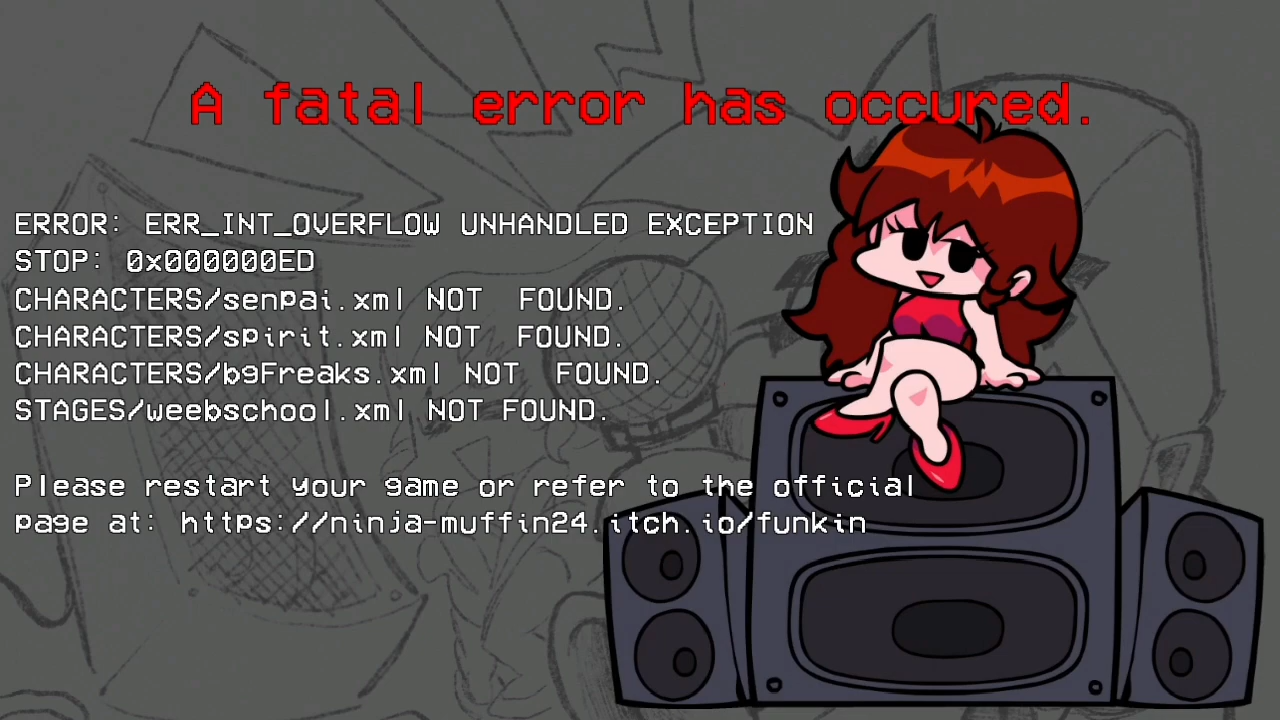 A fatal error has occured.
ERROR: ERR_INT_OVERFLOW UNHANDLED EXCEPTION
STOP: 0x000000ED
CHARACTERS/senpai.xml NOT  FOUND.
CHARACTERS/spirit.xml NOT  FOUND.
CHARACTERS/bgFreaks.xml NOT  FOUND.
STAGES/weebschool.xml NOT FOUND.
Please restart your game or refer to the official
page at: https://ninja-muffin24.itch.io/funkin